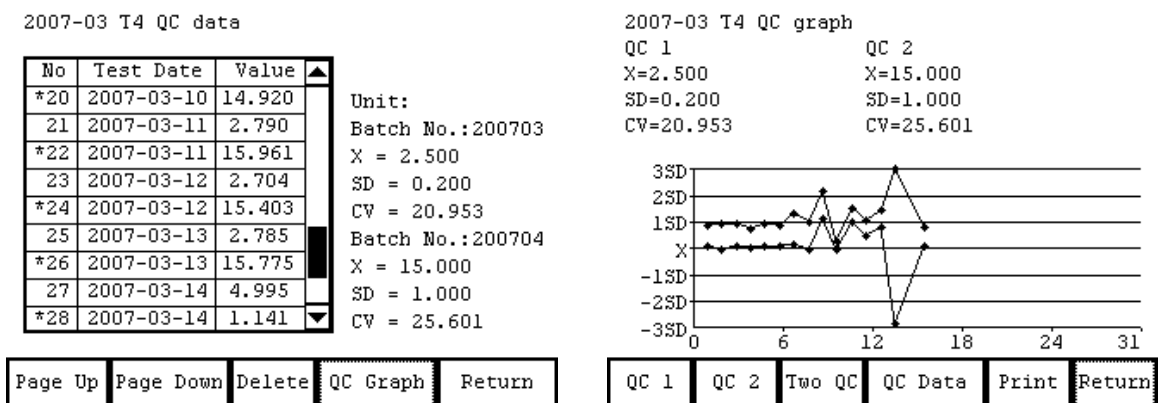 2007-03 T4 QC data
No Test Date Value
*20 2007-03-10 14.920
21 2007-03-11 2.790
*22 2007-03-11 15.961
23 2007-03-12 2.704
*24 2007-03-12 15.403
25 2007-03-13 2.785
*26 2007-03-13 15.775
27 2007-03-14 4.995
*28 2007-03-14 1.141
Unit:
Batch No.:200703
X = 2.500
SD = 0.200
CV = 20.953
Batch No.:200704
X = 15.000
SD = 1.000
CV = 25.601
Page Up Page Down Delete QC Graph Return
2007-03 T4 QC graph
QC 1 QC 2
X=2.500 X=15.000
SD=0.200 SD=1.000
CV=20.953 CV=25.601
3SD
2SD
1SD
X
-1SD
-2SD
-3SD
0 6 12 18 24 31
QC 1 QC 2 Two QC QC Data Print Return